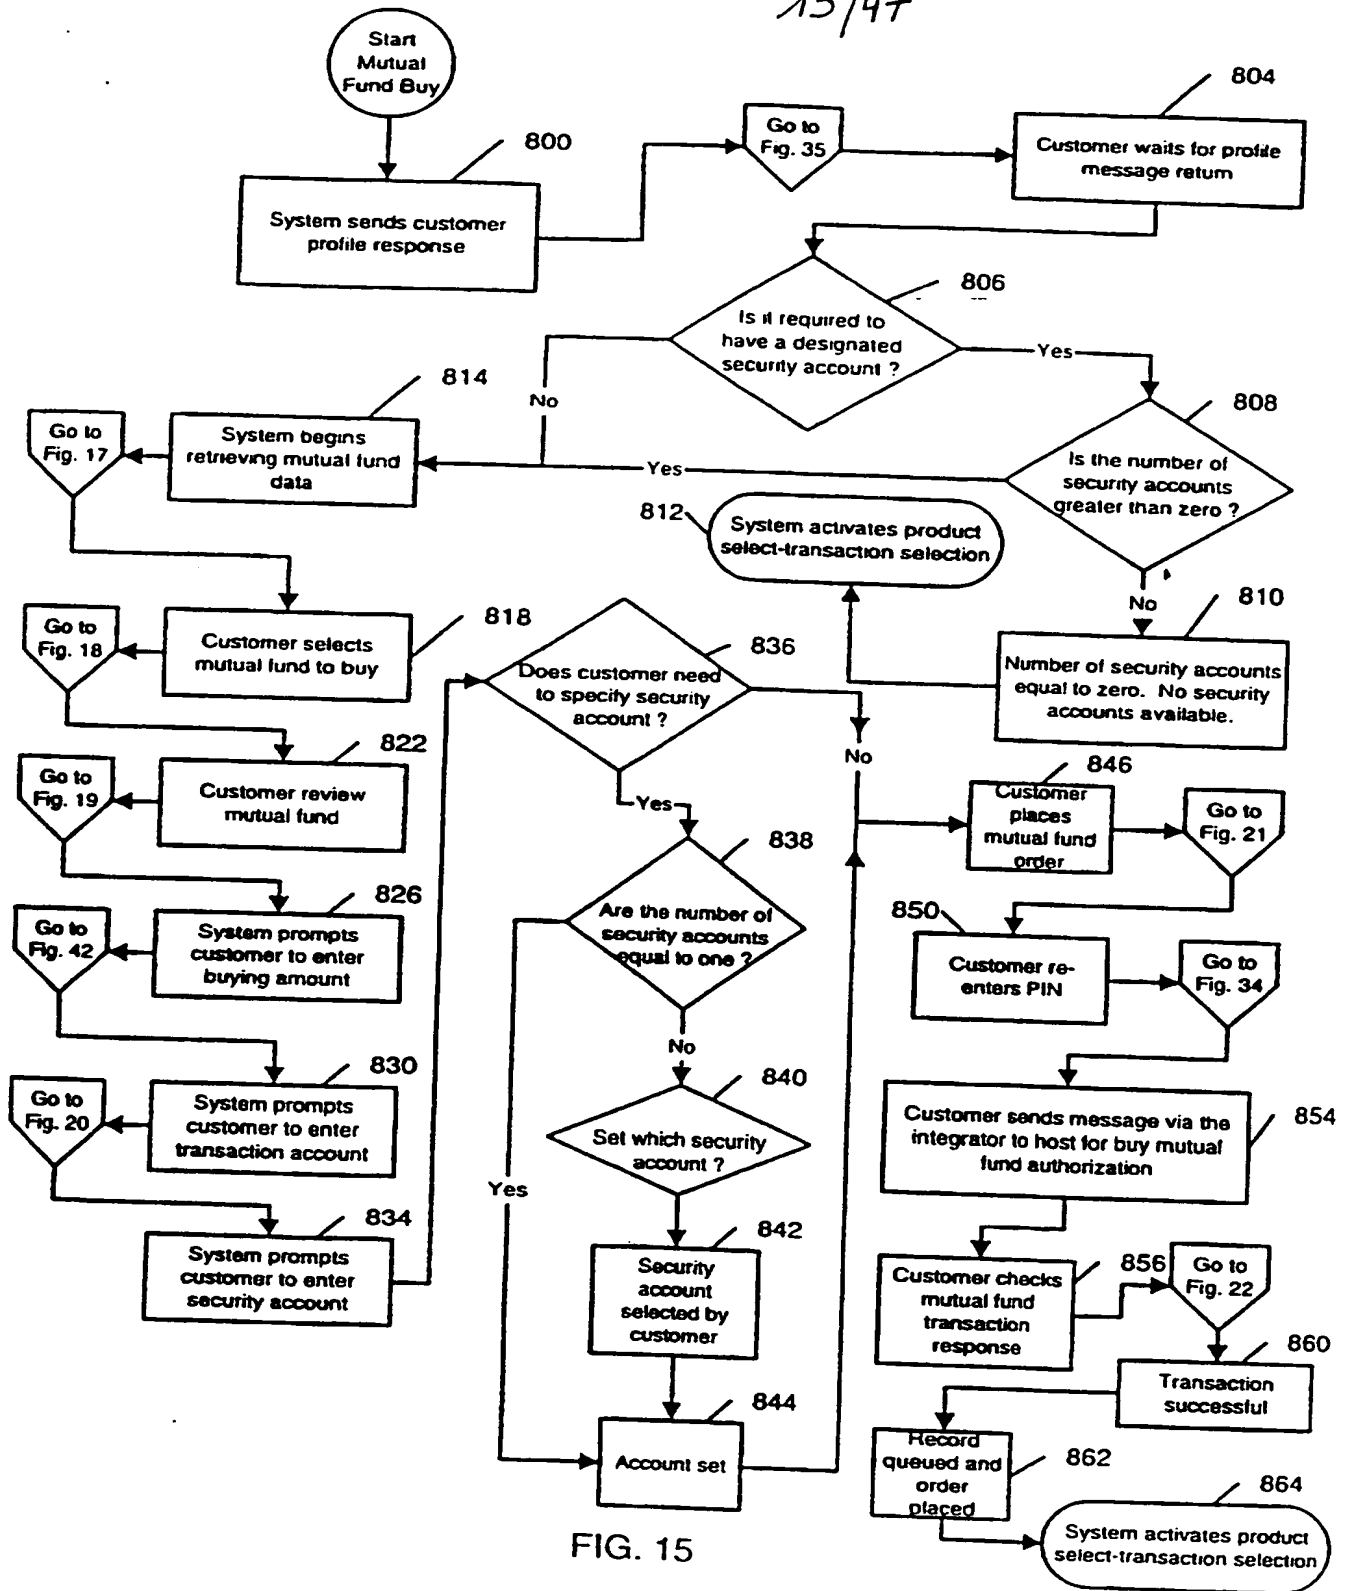 15/47
Start
Mutual
Fund Buy
800
System sends customer
profile response
Go to
Fig. 35
804
Customer waits for profile
message return
806
Is it required to
have a designated
security account ?
Yes
No
808
Is the number of
security accounts
greater than zero ?
Yes
No
810
Number of security accounts
equal to zero. No security
accounts available.
812
System activates product
select-transaction selection
814
System begins
retrieving mutual fund
data
Go to
Fig. 17
818
Customer selects
mutual fund to buy
Go to
Fig. 18
822
Customer review
mutual fund
Go to
Fig. 19
826
System prompts
customer to enter
buying amount
Go to
Fig. 42
830
System prompts
customer to enter
transaction account
Go to
Fig. 20
834
System prompts
customer to enter
security account
836
Does customer need
to specify security
account ?
No
Yes
838
Are the number of
security accounts
equal to one ?
Yes
No
840
Set which security
account ?
842
Security
account
selected by
customer
844
Account set
846
Customer
places
mutual fund
order
Go to
Fig. 21
850
Customer re-
enters PIN
Go to
Fig. 34
854
Customer sends message via the
integrator to host for buy mutual
fund authorization
856
Customer checks
mutual fund
transaction
response
Go to
Fig. 22
860
Transaction
successful
862
Record
queued and
order
placed
864
System activates product
select-transaction selection
FIG. 15